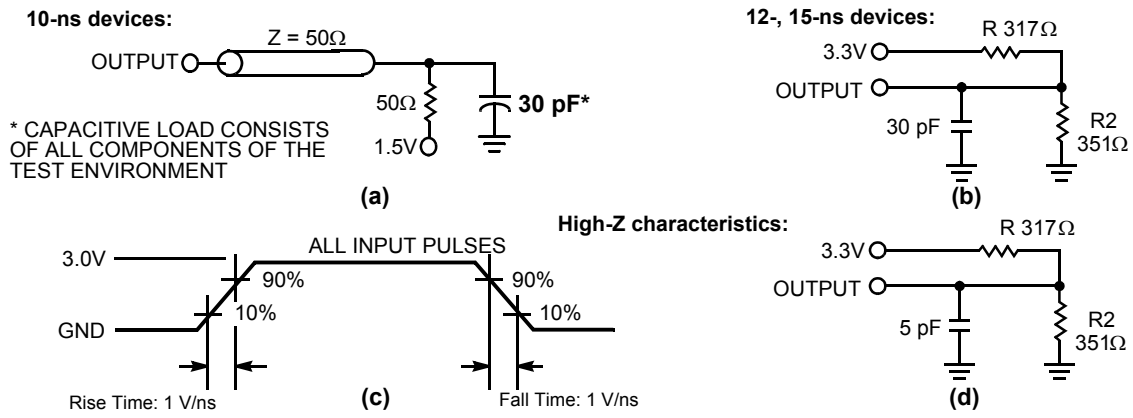 10-ns devices:
Z = 50Ω
OUTPUT
50Ω
30 pF*
1.5V
* CAPACITIVE LOAD CONSISTS
OF ALL COMPONENTS OF THE
TEST ENVIRONMENT
(a)
12-, 15-ns devices:
R 317Ω
3.3V
OUTPUT
30 pF
R2
351Ω
(b)
ALL INPUT PULSES
3.0V
90%
90%
10%
10%
GND
Rise Time: 1 V/ns
(c)
Fall Time: 1 V/ns
High-Z characteristics:
R 317Ω
3.3V
OUTPUT
5 pF
R2
351Ω
(d)